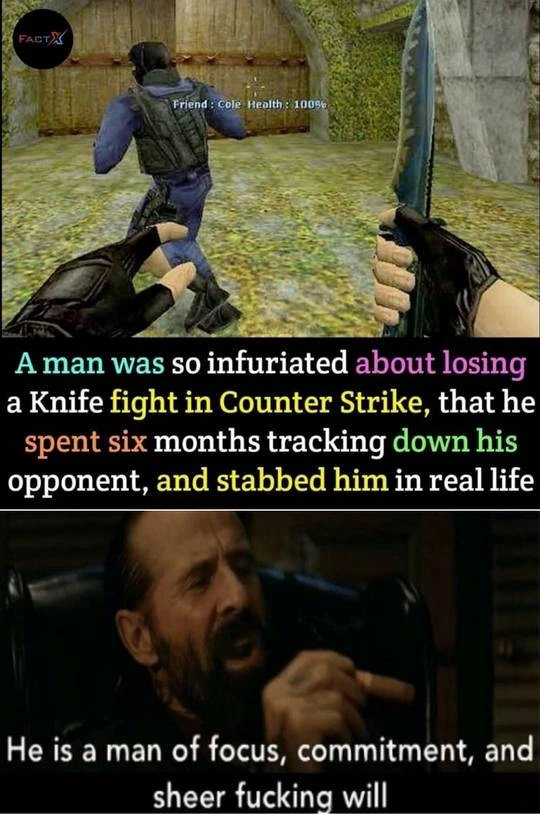 FACTX
Friend : Cole Health : 100%
A man was so infuriated about losing
a Knife fight in Counter Strike, that he
spent six months tracking down his
opponent, and stabbed him in real life
He is a man of focus, commitment, and
sheer fucking will